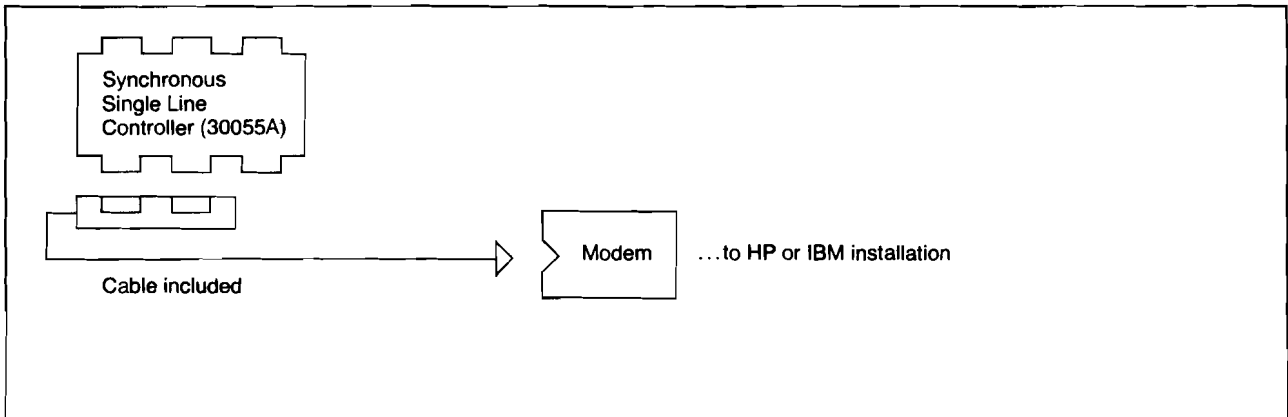 Synchronous
Single Line
Controller (30055A)
Cable included
Modem
...to HP or IBM installation